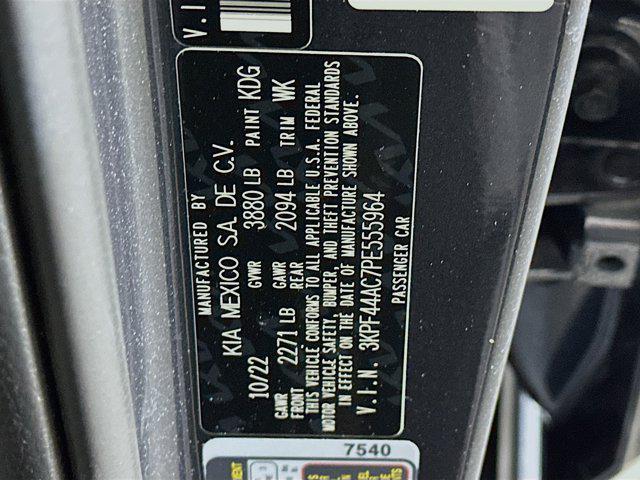 V.I
MANUFACTURED BY
KIA MEXICO S.A. DE C.V.
10/22 GVWR 3880 LB PAINT KDG
GAWR FRONT 2271 LB GAWR REAR 2094 LB TRIM WK
THIS VEHICLE CONFORMS TO ALL APPLICABLE U.S.A. FEDERAL
MOTOR VEHICLE SAFETY, BUMPER, AND THEFT PREVENTION STANDARDS
IN EFFECT ON THE DATE OF MANUFACTURE SHOWN ABOVE.
V.I.N. 3KPF44AC7PE555964
PASSENGER CAR
7540